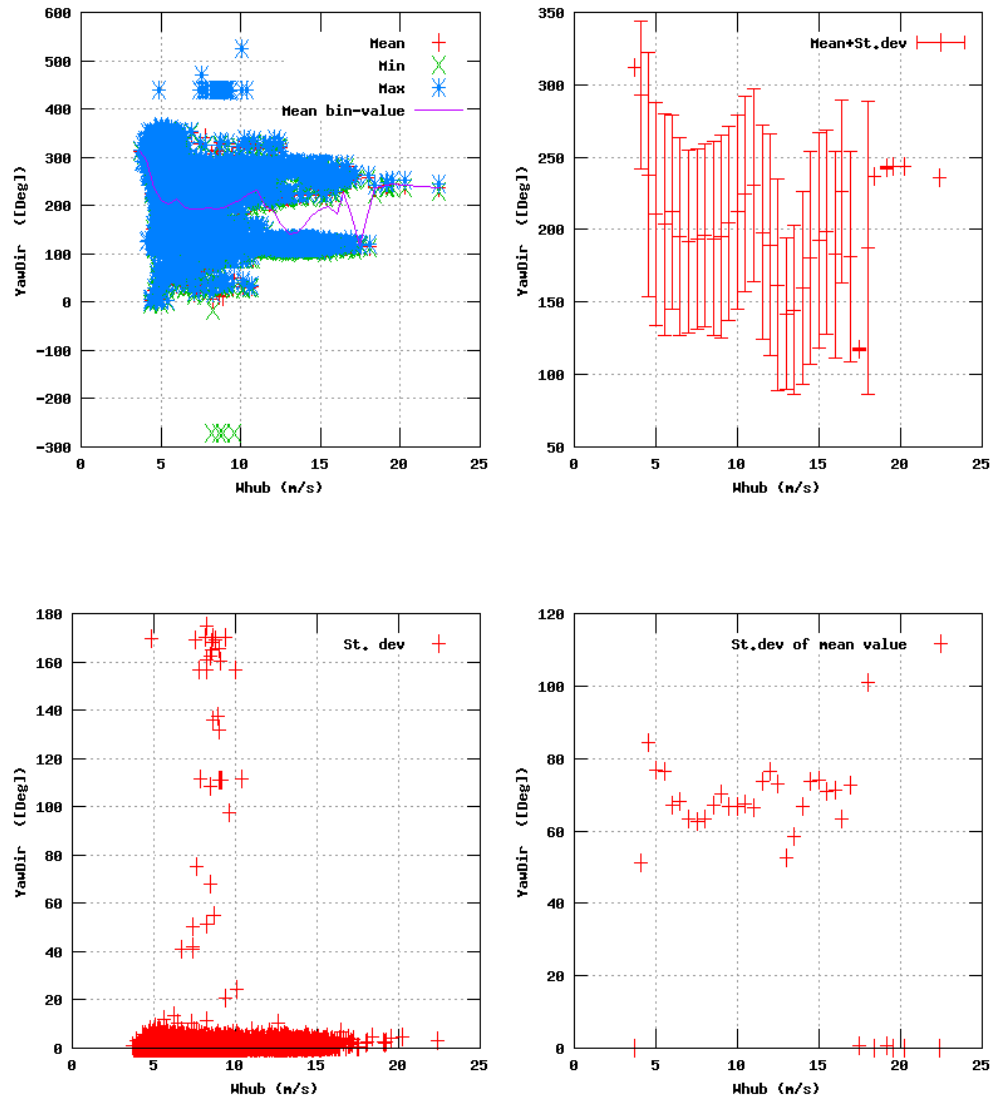 600
500
400
300
200
100
0
-100
-200
-300
0 5 10 15 20 25
YawDir ([Deg])
Whub (m/s)
Mean
Min
Max
Mean bin-value
350
300
250
200
150
100
50
0 5 10 15 20 25
YawDir ([Deg])
Whub (m/s)
Mean+St.dev
180
160
140
120
100
80
60
40
20
0
0 5 10 15 20 25
YawDir ([Deg])
Whub (m/s)
St. dev
120
100
80
60
40
20
0
0 5 10 15 20 25
YawDir ([Deg])
Whub (m/s)
St.dev of mean value